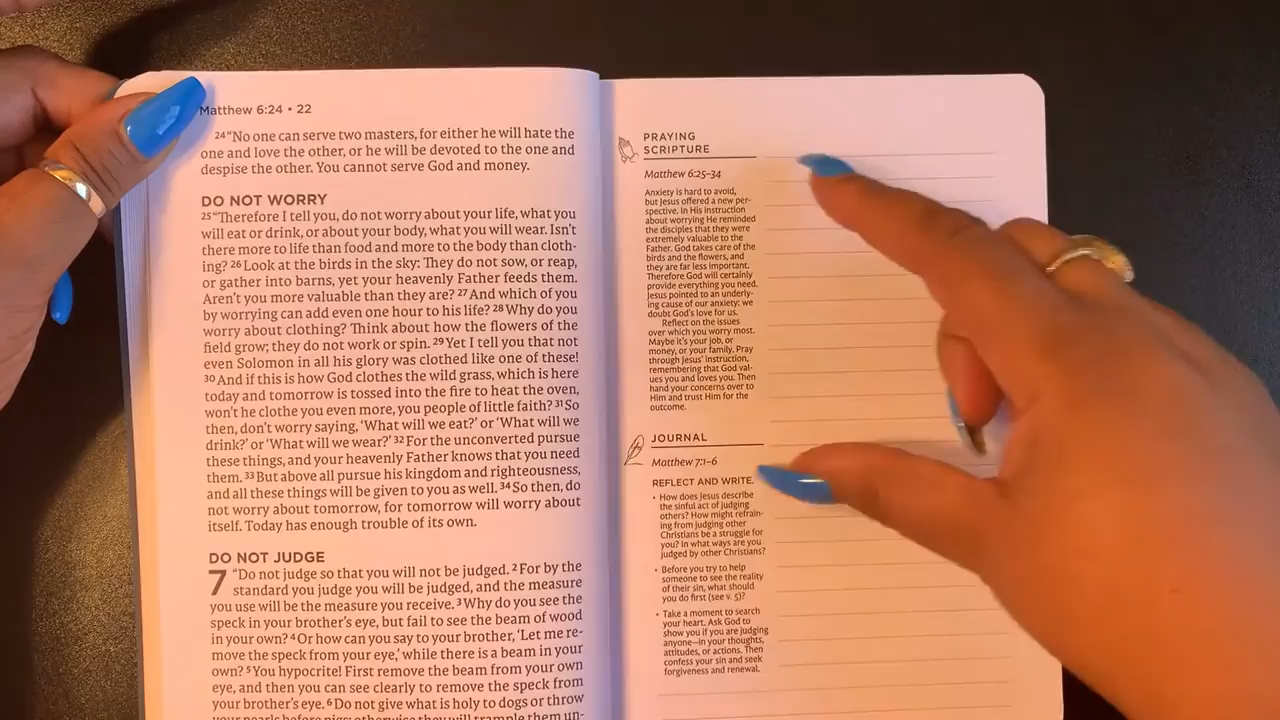 Matthew 6:24 • 22
24 “No one can serve two masters, for either he will hate the
one and love the other, or he will be devoted to the one and
despise the other. You cannot serve God and money.
DO NOT WORRY
25 “Therefore I tell you, do not worry about your life, what you
will eat or drink, or about your body, what you will wear. Isn't
there more to life than food and more to the body than cloth-
ing? 26 Look at the birds in the sky: They do not sow, or reap,
or gather into barns, yet your heavenly Father feeds them.
Aren't you more valuable than they are? 27 And which of you
by worrying can add even one hour to his life? 28 Why do you
worry about clothing? Think about how the flowers of the
field grow; they do not work or spin. 29 Yet I tell you that not
even Solomon in all his glory was clothed like one of these!
30 And if this is how God clothes the wild grass, which is here
today and tomorrow is tossed into the fire to heat the oven,
won't he clothe you even more, you people of little faith? 31 So
then, don't worry saying, ‘What will we eat?’ or ‘What will we
drink?’ or ‘What will we wear?’ 32 For the unconverted pursue
these things, and your heavenly Father knows that you need
them. 33 But above all pursue his kingdom and righteousness,
and all these things will be given to you as well. 34 So then, do
not worry about tomorrow, for tomorrow will worry about
itself. Today has enough trouble of its own.
DO NOT JUDGE
7 “Do not judge so that you will not be judged. 2 For by the
standard you judge you will be judged, and the measure
you use will be the measure you receive. 3 Why do you see the
speck in your brother's eye, but fail to see the beam of wood
in your own? 4 Or how can you say to your brother, ‘Let me re-
move the speck from your eye,’ while there is a beam in your
own? 5 You hypocrite! First remove the beam from your own
eye, and then you can see clearly to remove the speck from
your brother's eye. 6 Do not give what is holy to dogs or throw
your pearls before pigs; otherwise they will trample them un-
PRAYING
SCRIPTURE
Matthew 6:25–34
Anxiety is hard to avoid,
but Jesus offered a new per-
spective. In His instruction
about worrying He reminded
the disciples that they were
extremely valuable to the
Father. God takes care of the
birds and the flowers, and
they are far less important.
Therefore God will certainly
provide everything you need.
Jesus pointed to an underly-
ing cause of our anxiety: we
doubt God's love for us.
Reflect on the issues
over which you worry most.
Maybe it's your job, or
money, or your family. Pray
through Jesus' instruction,
remembering that God val-
ues you and loves you. Then
hand your concerns over to
Him and trust Him for the
outcome.
JOURNAL
Matthew 7:1–6
REFLECT AND WRITE.
• How does Jesus describe
the sinful act of judging
others? How might refrain-
ing from judging other
Christians be a struggle for
you? In what ways are you
judged by other Christians?
• Before you try to help
someone to see the reality
of their sin, what should
you do first (see v. 5)?
• Take a moment to search
your heart. Ask God to
show you if you are judging
anyone—in your thoughts,
attitudes, or actions. Then
confess your sin and seek
forgiveness and renewal.